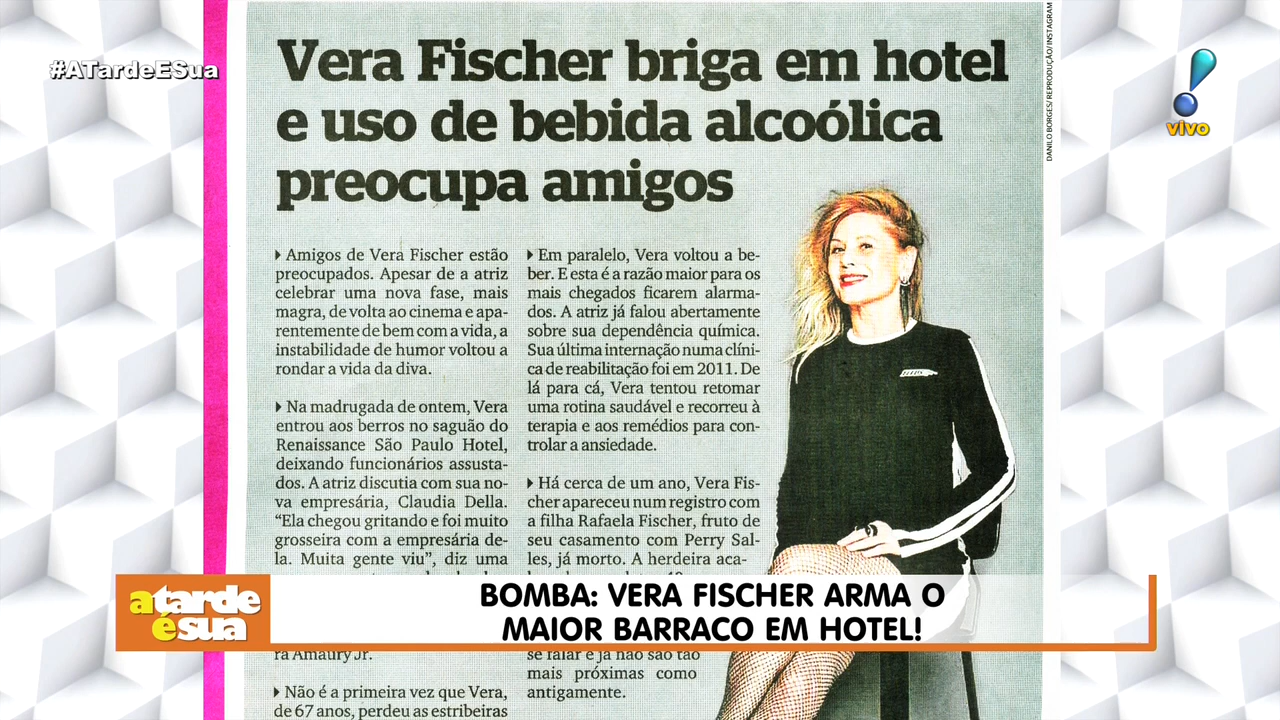 #ATardeESua
Vera Fischer briga em hotel
e uso de bebida alcoólica
preocupa amigos
DANILO BORGES/ REPRODUÇÃO/ INSTAGRAM
vivo
Amigos de Vera Fischer estão
preocupados. Apesar de a atriz
celebrar uma nova fase, mais
magra, de volta ao cinema e apa-
rentemente de bem com a vida, a
instabilidade de humor voltou a
rondar a vida da diva.
Na madrugada de ontem, Vera
entrou aos berros no saguão do
Renaissance São Paulo Hotel,
deixando funcionários assusta-
dos. A atriz discutia com sua no-
va empresária, Claudia Della.
“Ela chegou gritando e foi muito
grosseira com a empresária de-
la. Muita gente viu”, diz uma
ra Amaury Jr.
Não é a primeira vez que Vera,
de 67 anos, perdeu as estribeiras
Em paralelo, Vera voltou a be-
ber. E esta é a razão maior para os
mais chegados ficarem alarma-
dos. A atriz já falou abertamente
sobre sua dependência química.
Sua última internação numa clíni-
ca de reabilitação foi em 2011. De
lá para cá, Vera tentou retomar
uma rotina saudável e recorreu à
terapia e aos remédios para con-
trolar a ansiedade.
Há cerca de um ano, Vera Fis-
cher apareceu num registro com
a filha Rafaela Fischer, fruto de
seu casamento com Perry Sal-
les, já morto. A herdeira aca-
se falar e já não são tão
mais próximas como
antigamente.
a tarde
é sua
BOMBA: VERA FISCHER ARMA O
MAIOR BARRACO EM HOTEL!